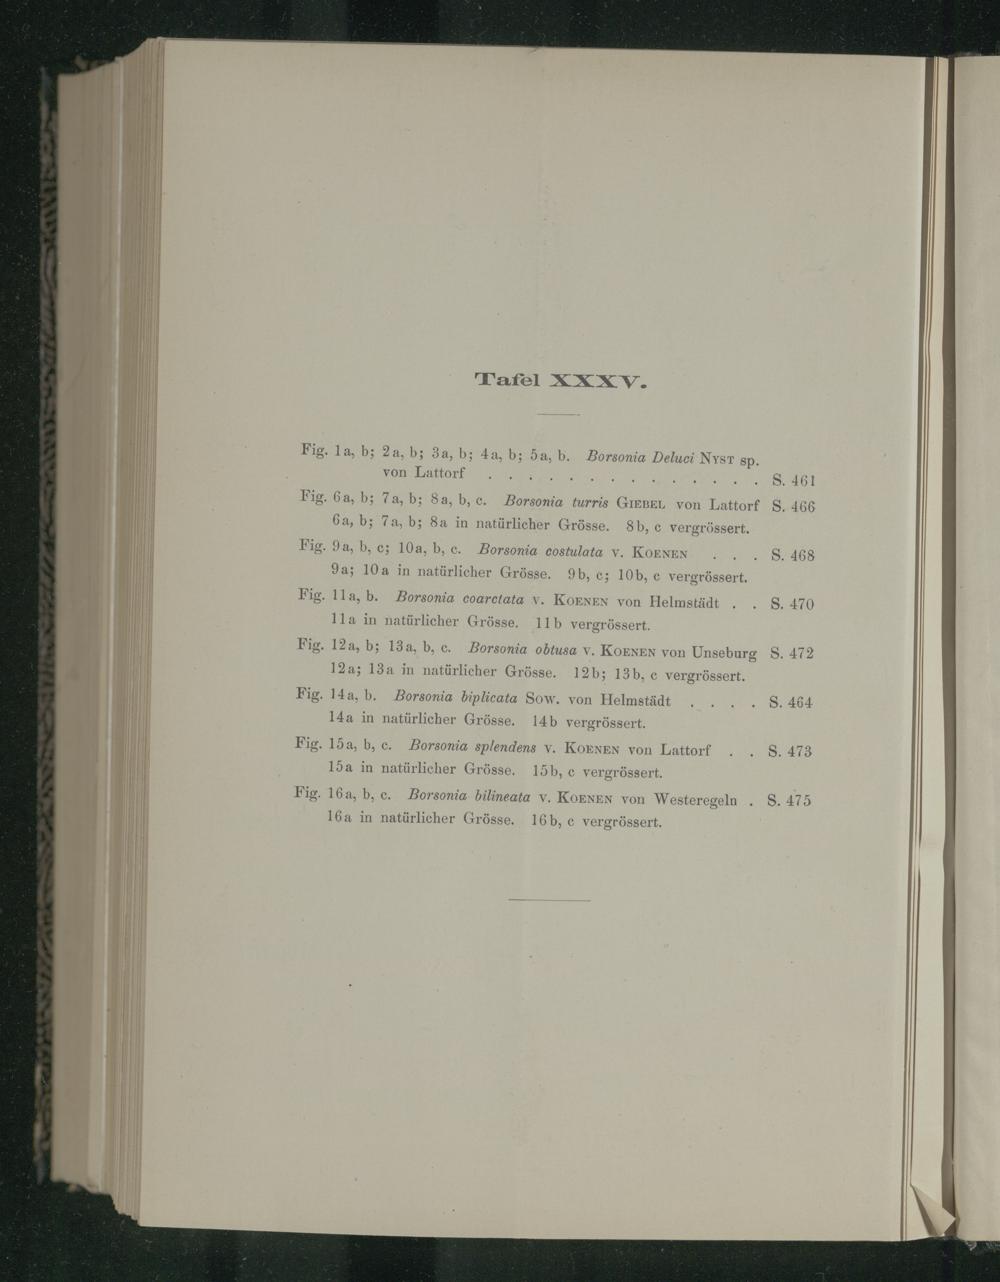 Tafel XXXV.
Fig. 1a, b; 2a, b; 3a, b; 4a, b; 5a, b. Borsonia Deluci NYST sp.
von Lattorf . . . . . . . . . . . . . . S. 461
Fig. 6a, b; 7a, b; 8a, b, c. Borsonia turris GIEBEL von Lattorf S. 466
6a, b; 7a, b; 8a in natürlicher Grösse. 8b, c vergrössert.
Fig. 9a, b, c; 10a, b, c. Borsonia costulata v. KOENEN . . . S. 468
9a; 10a in natürlicher Grösse. 9b, c; 10b, c vergrössert.
Fig. 11a, b. Borsonia coarctata v. KOENEN von Helmstädt . . S. 470
11a in natürlicher Grösse. 11b vergrössert.
Fig. 12a, b; 13a, b, c. Borsonia obtusa v. KOENEN von Unseburg S. 472
12a; 13a in natürlicher Grösse. 12b; 13b, c vergrössert.
Fig. 14a, b. Borsonia biplicata SOW. von Helmstädt . . . . S. 464
14a in natürlicher Grösse. 14b vergrössert.
Fig. 15a, b, c. Borsonia splendens v. KOENEN von Lattorf . . S. 473
15a in natürlicher Grösse. 15b, c vergrössert.
Fig. 16a, b, c. Borsonia bilineata v. KOENEN von Westeregeln . S. 475
16a in natürlicher Grösse. 16b, c vergrössert.